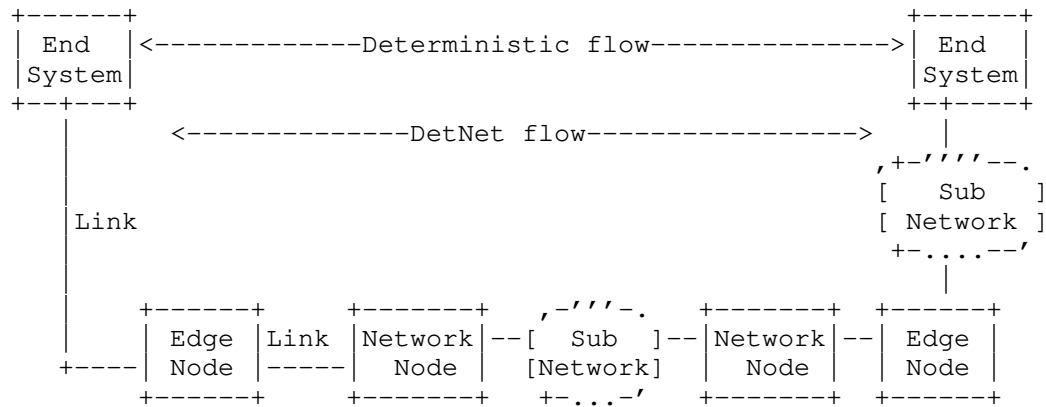 End <-------------Deterministic flow--------------->| End
System System
<--------------DetNet flow----------------->
Sub
Link Network
Edge Link Network --[ Sub ]-- Network -- Edge
Node ----- Node [Network] Node Node